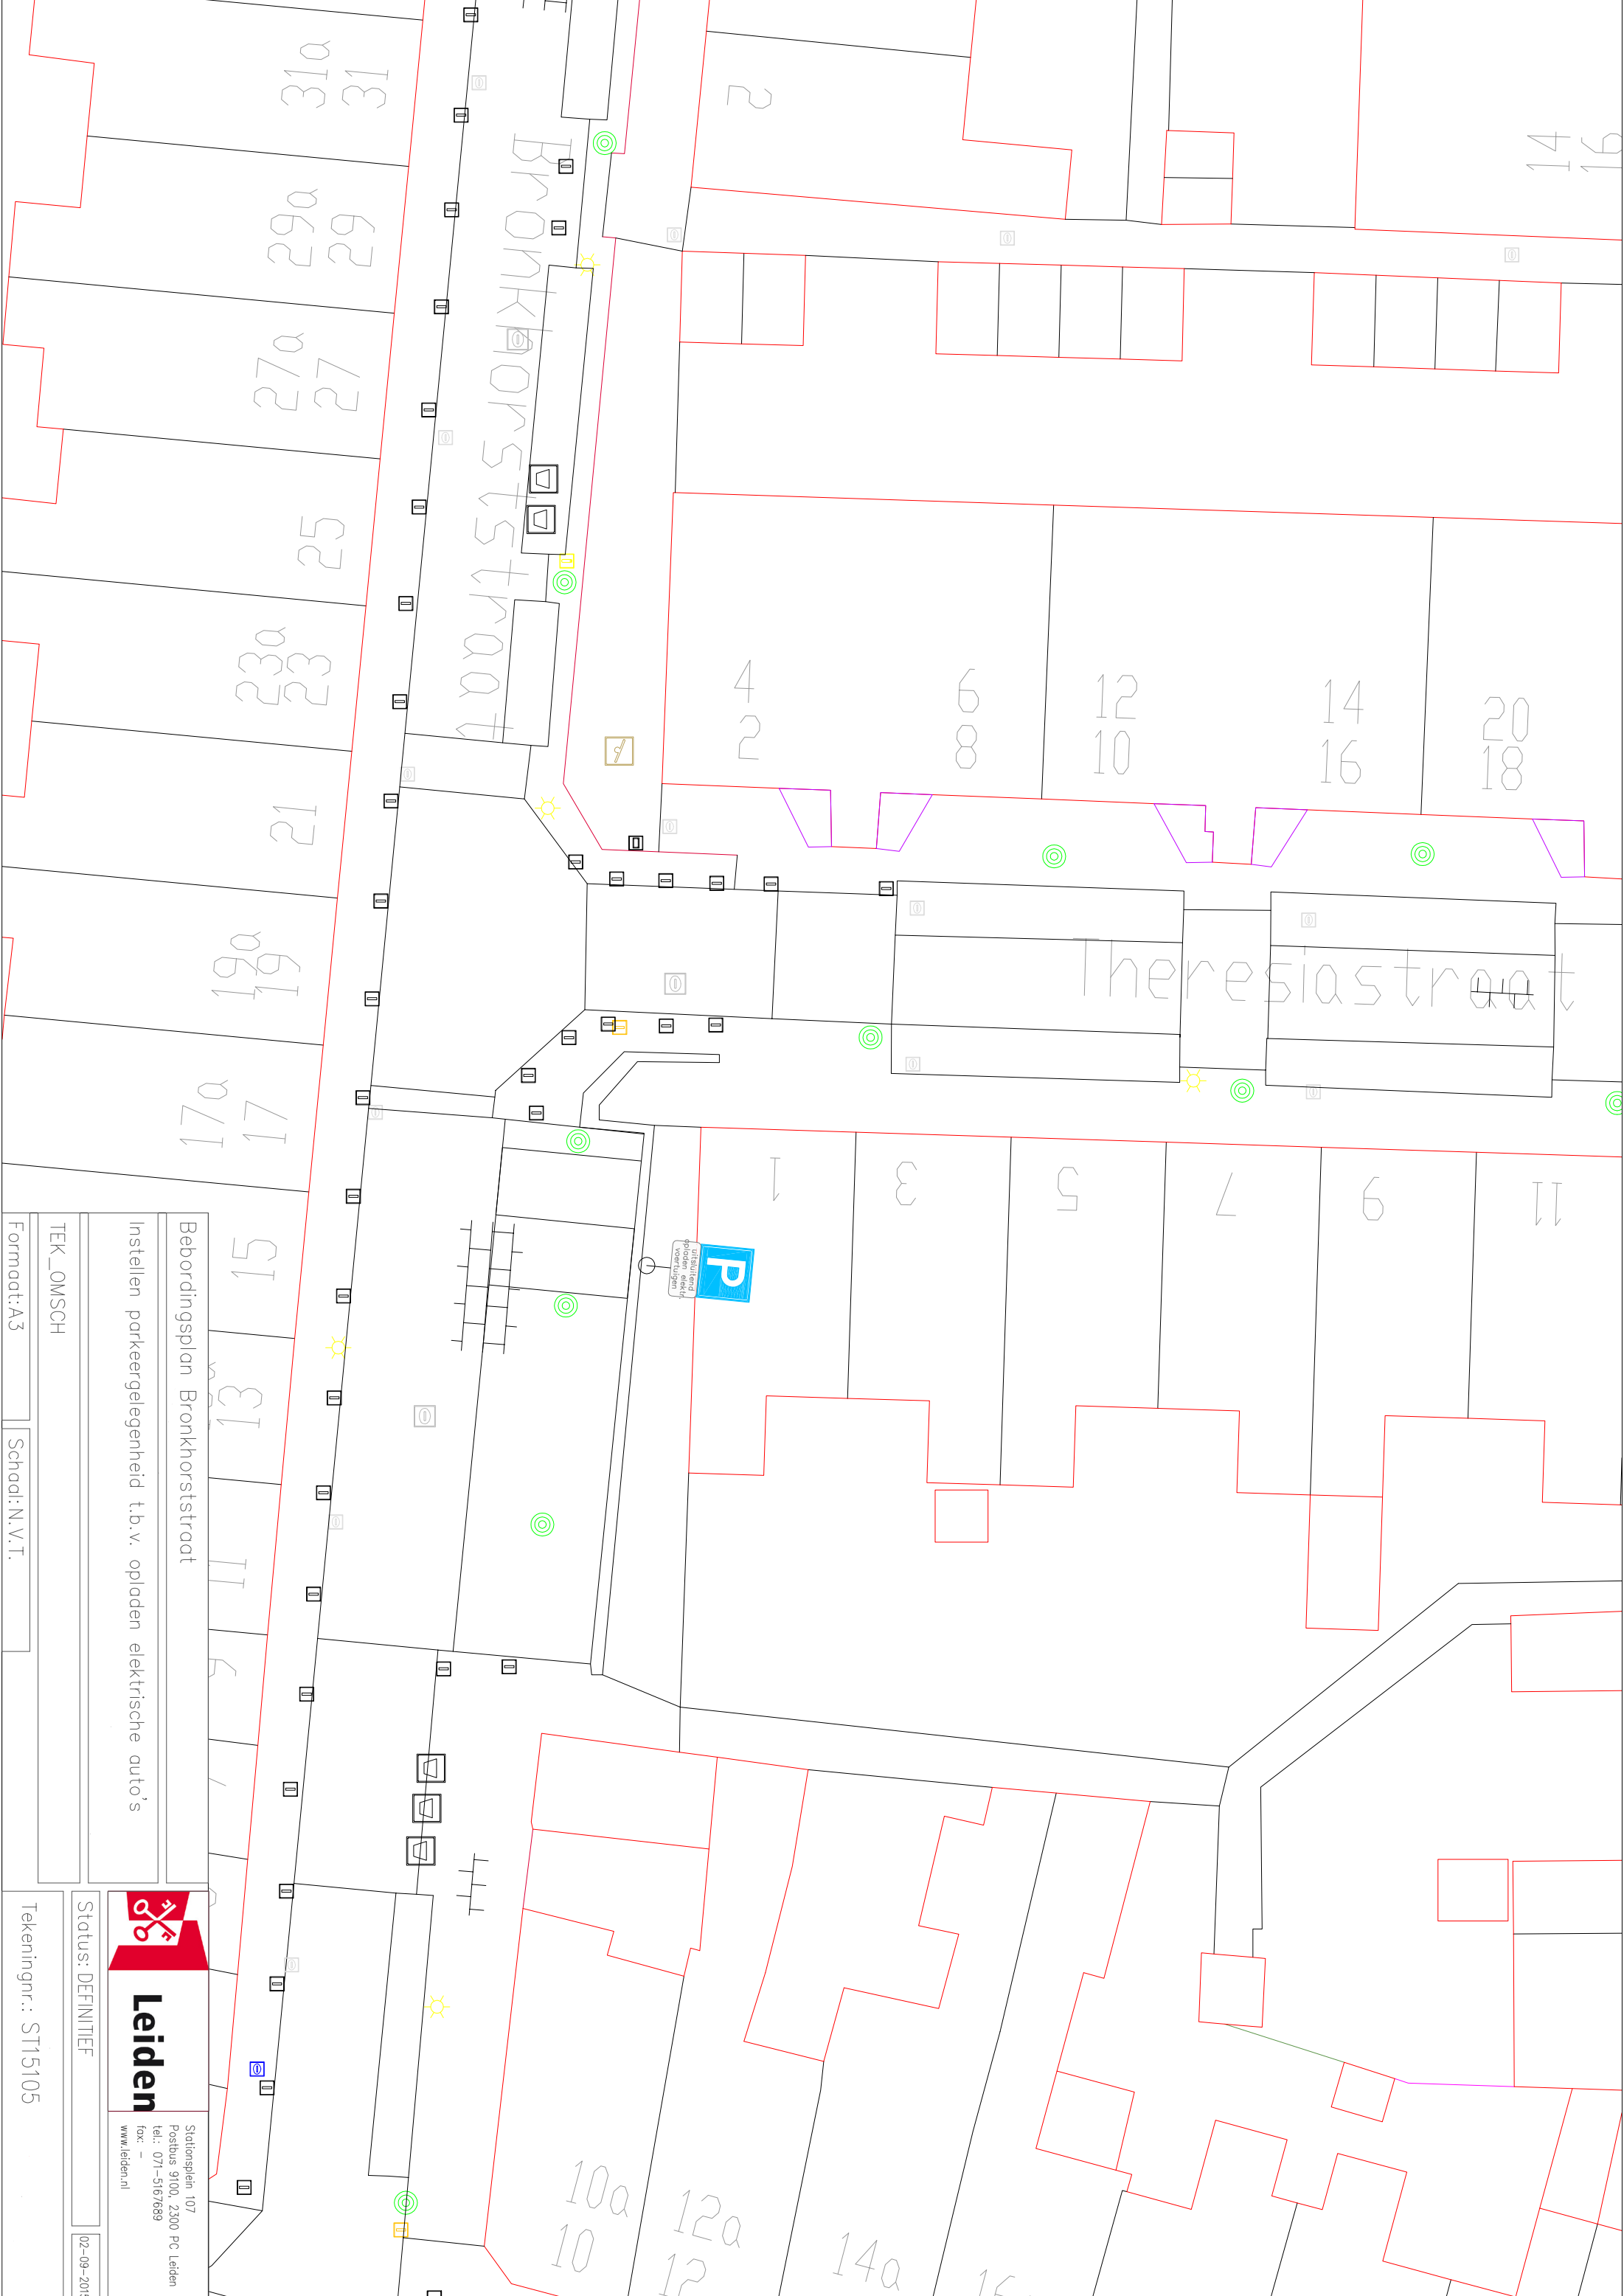 31a
31
29a
29
27a
27
25
23a
23
21
19a
19
17a
17
15
13
11
9
2
14
16
Bronkhorststraat
4
2
6
8
12
10
14
16
20
18
Theresiastraat
1
3
5
7
9
11
P
uitsluitend
opladen elektr.
voertuigen
10a
10
12a
12
14a
Bebordingsplan Bronkhorststraat
Instellen parkeergelegenheid t.b.v. opladen elektrische auto's
TEK_OMSCH
Formaat: A3
Schaal: N.V.T.
Leiden
Stationsplein 107
Postbus 9100, 2300 PC Leiden
tel.: 071-5167689
fax: -
www.leiden.nl
Status: DEFINITIEF
02-09-2015
Tekeningnr.: ST15105